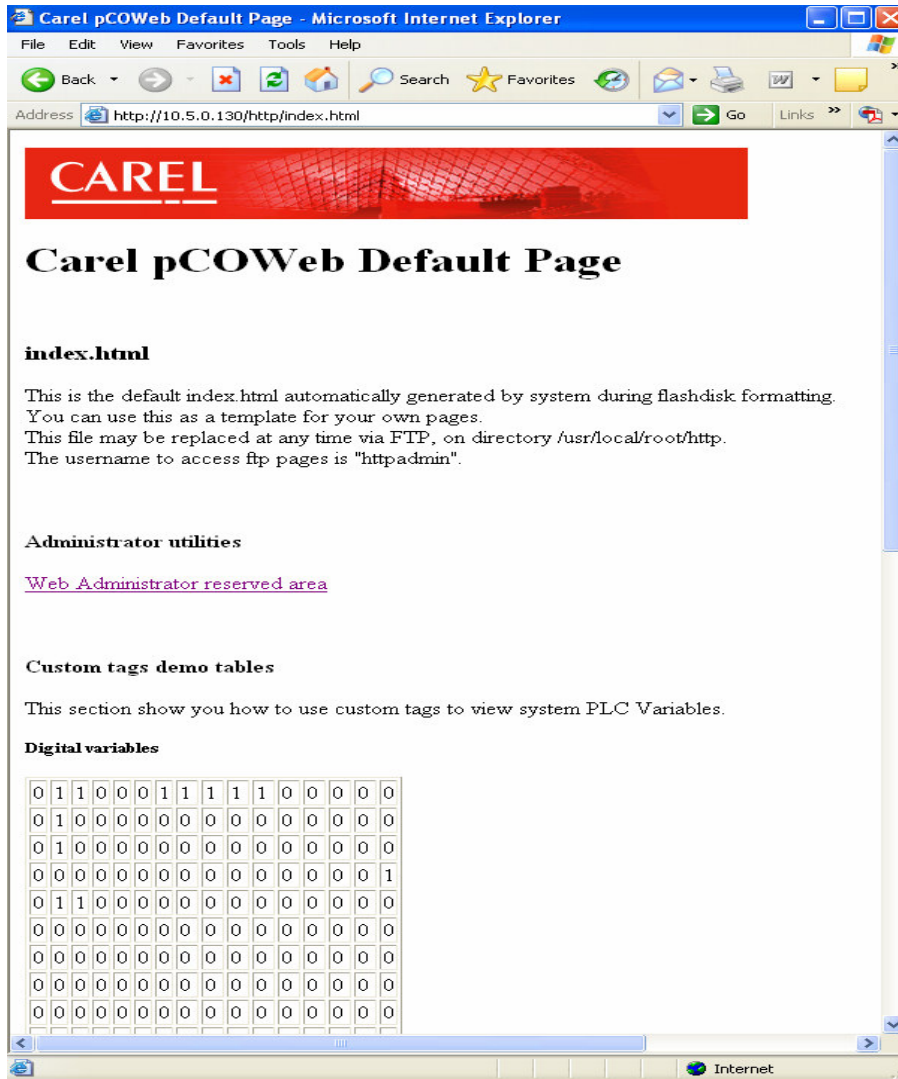 Carel pCOWeb Default Page - Microsoft Internet Explorer
File Edit View Favorites Tools Help
Back Search Favorites
Address http://10.5.0.130/http/index.html Go Links »
CAREL
Carel pCOWeb Default Page
index.html
This is the default index.html automatically generated by system during flashdisk formatting.
You can use this as a template for your own pages.
This file may be replaced at any time via FTP, on directory /usr/local/root/http.
The username to access ftp pages is "httpadmin".
Administrator utilities
Web Administrator reserved area
Custom tags demo tables
This section show you how to use custom tags to view system PLC Variables.
Digital variables
0 1 1 0 0 0 1 1 1 1 1 0 0 0 0 0
0 1 0 0 0 0 0 0 0 0 0 0 0 0 0 0
0 1 0 0 0 0 0 0 0 0 0 0 0 0 0 0
0 0 0 0 0 0 0 0 0 0 0 0 0 0 0 1
0 1 1 0 0 0 0 0 0 0 0 0 0 0 0 0
0 0 0 0 0 0 0 0 0 0 0 0 0 0 0 0
0 0 0 0 0 0 0 0 0 0 0 0 0 0 0 0
0 0 0 0 0 0 0 0 0 0 0 0 0 0 0 0
0 0 0 0 0 0 0 0 0 0 0 0 0 0 0 0
Internet